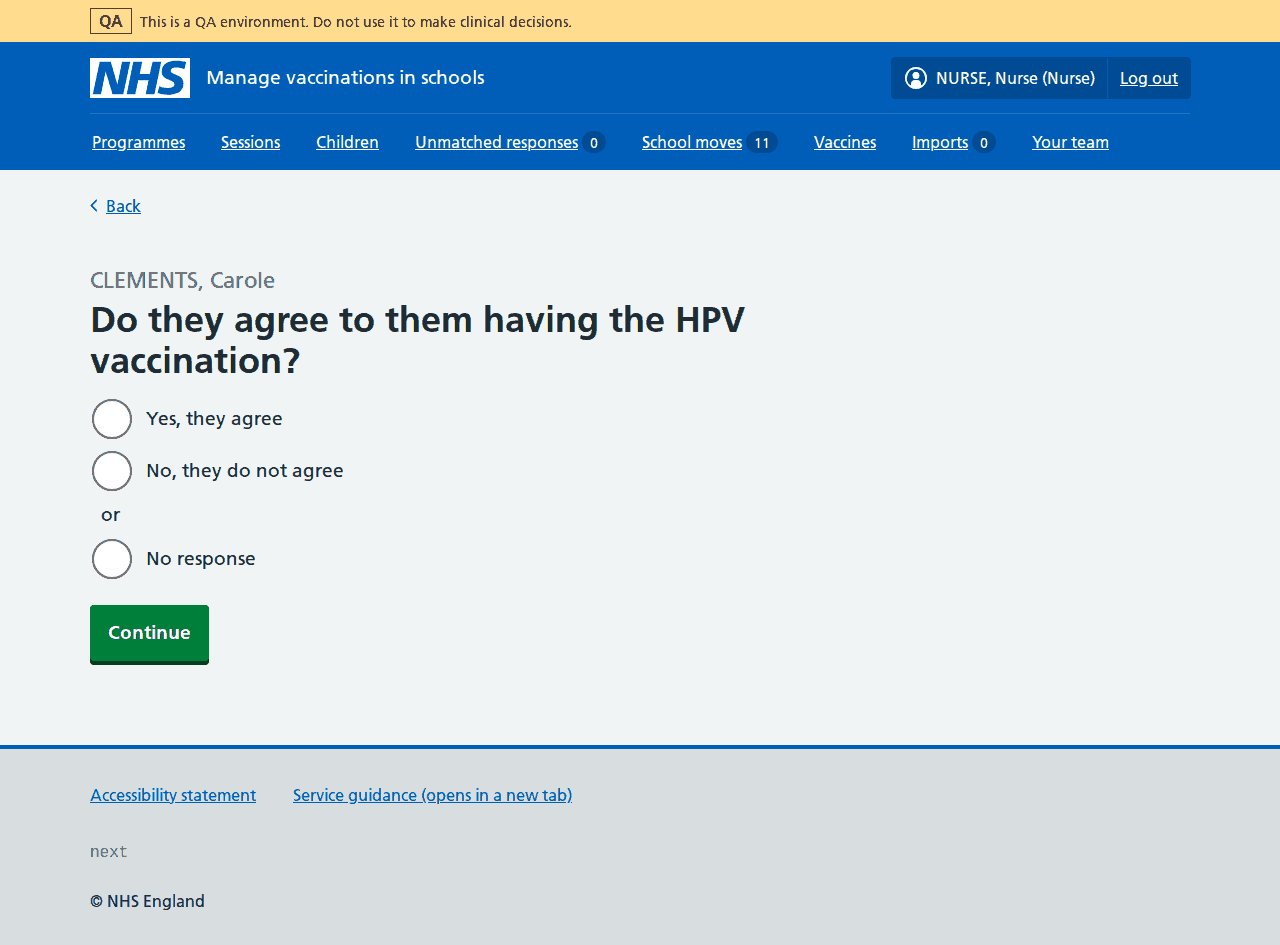 QA This is a QA environment. Do not use it to make clinical decisions.
NHS Manage vaccinations in schools NURSE, Nurse (Nurse) Log out
Programmes Sessions Children Unmatched responses 0 School moves 11 Vaccines Imports 0 Your team
Back
CLEMENTS, Carole
Do they agree to them having the HPV
vaccination?
Yes, they agree
No, they do not agree
or
No response
Continue
Accessibility statement Service guidance (opens in a new tab)
next
© NHS England